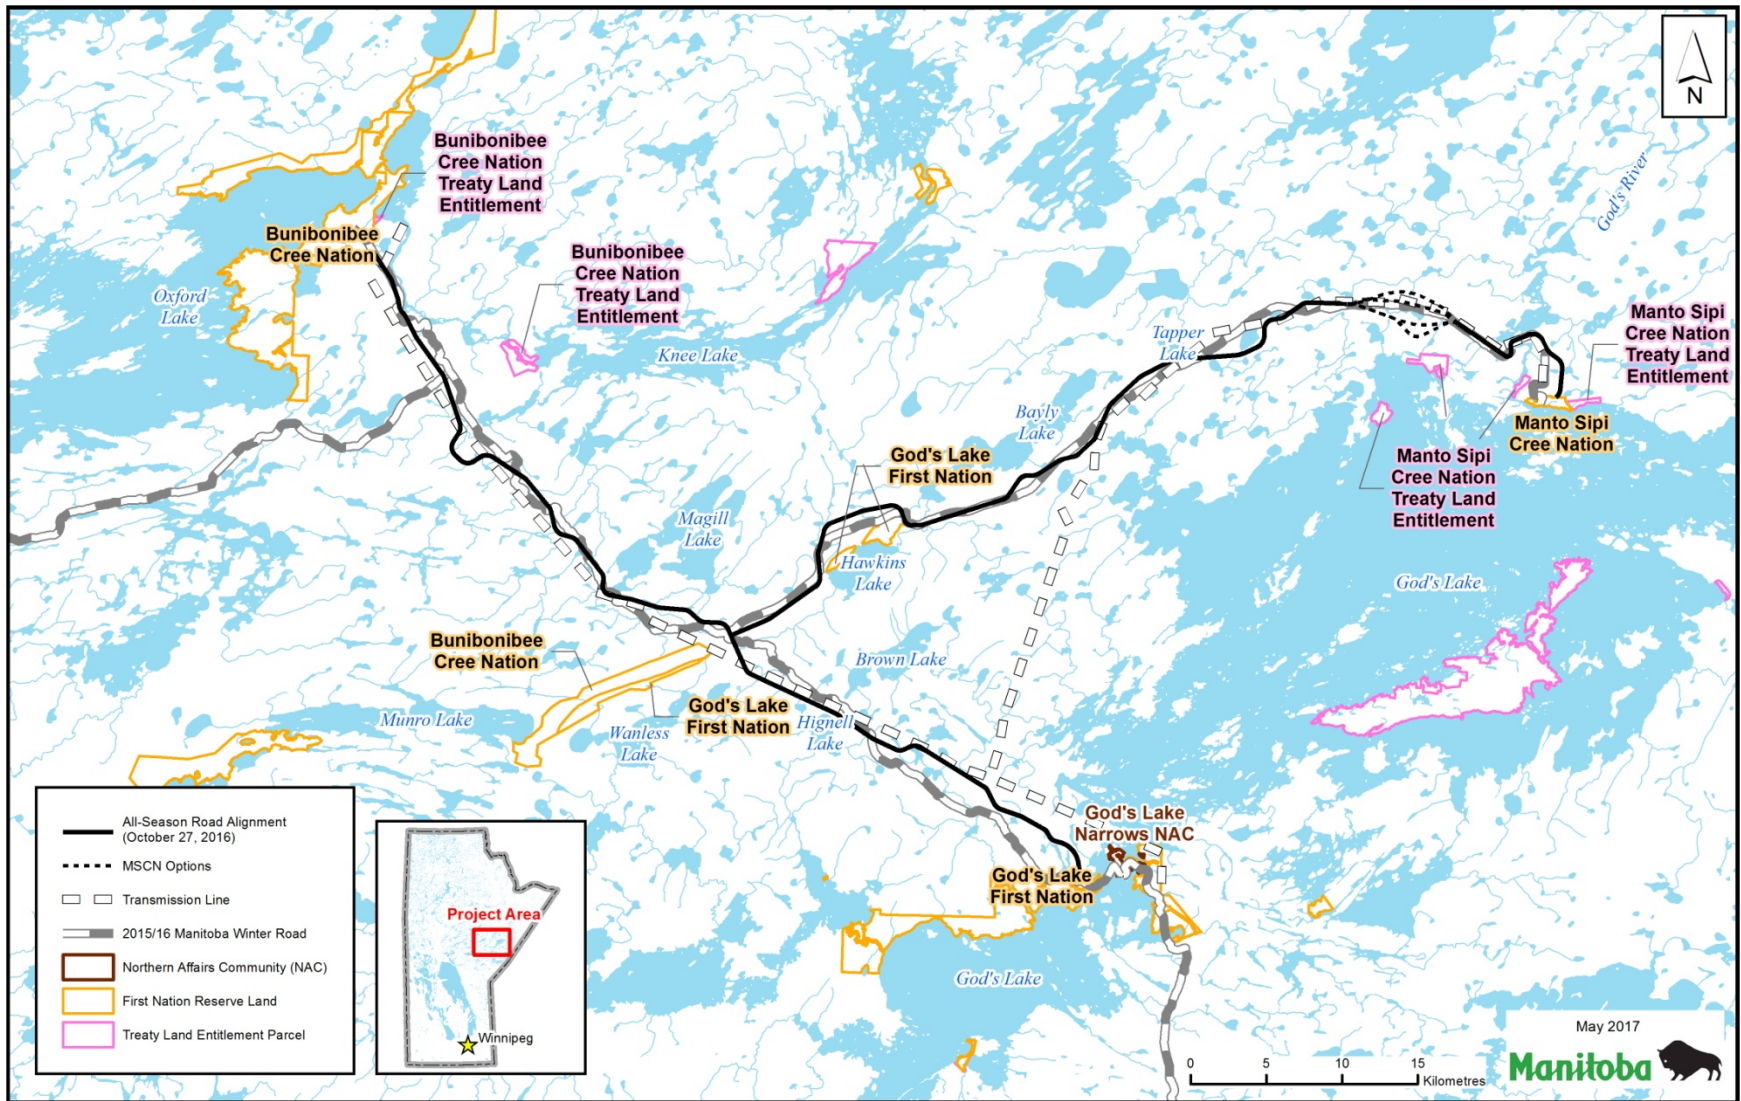 N
God's River
Bunibonibee
Cree Nation
Treaty Land
Entitlement
Bunibonibee
Cree Nation
Bunibonibee
Cree Nation
Treaty Land
Entitlement
Oxford
Lake
Knee Lake
Tapper
Lake
Manto Sipi
Cree Nation
Treaty Land
Entitlement
Bayly
Lake
Manto Sipi
Cree Nation
God's Lake
First Nation
Manto Sipi
Cree Nation
Treaty Land
Entitlement
Magill
Lake
Hawkins
Lake
God's Lake
Bunibonibee
Cree Nation
Brown Lake
God's Lake
First Nation
Munro Lake
Wanless
Lake
Hignell
Lake
God's Lake
Narrows NAC
God's Lake
First Nation
God's Lake
All-Season Road Alignment
(October 27, 2016)
MSCN Options
Transmission Line
2015/16 Manitoba Winter Road
Northern Affairs Community (NAC)
First Nation Reserve Land
Treaty Land Entitlement Parcel
Project Area
Winnipeg
May 2017
0 5 10 15
Kilometres
Manitoba